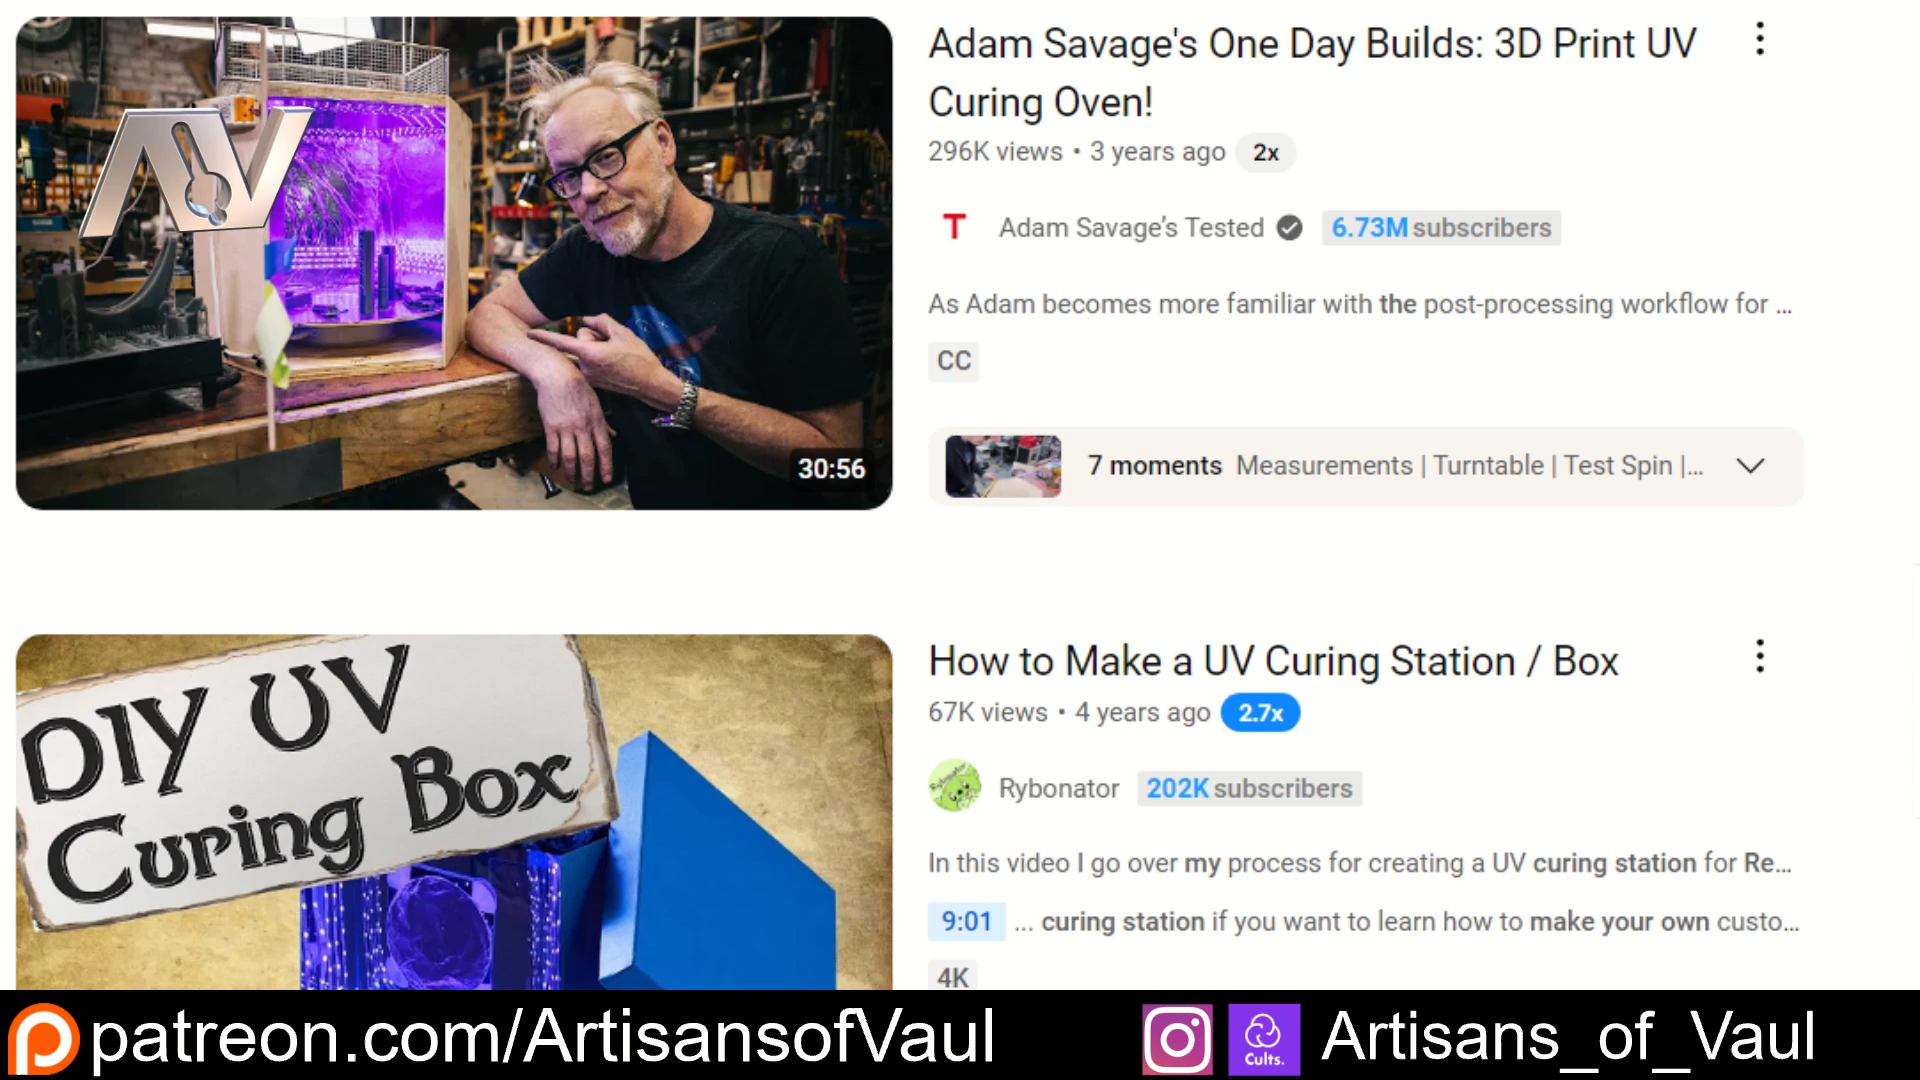 Adam Savage's One Day Builds: 3D Print UV
Curing Oven!
296K views • 3 years ago 2x
T Adam Savage's Tested 6.73M subscribers
As Adam becomes more familiar with the post-processing workflow for ...
CC
7 moments Measurements | Turntable | Test Spin |...
AV
30:56
How to Make a UV Curing Station / Box
67K views • 4 years ago 2.7x
Rybonator 202K subscribers
In this video I go over my process for creating a UV curing station for Re...
9:01 ... curing station if you want to learn how to make your own custo...
4K
DIY UV
Curing Box
patreon.com/ArtisansofVaul Cults. Artisans_of_Vaul